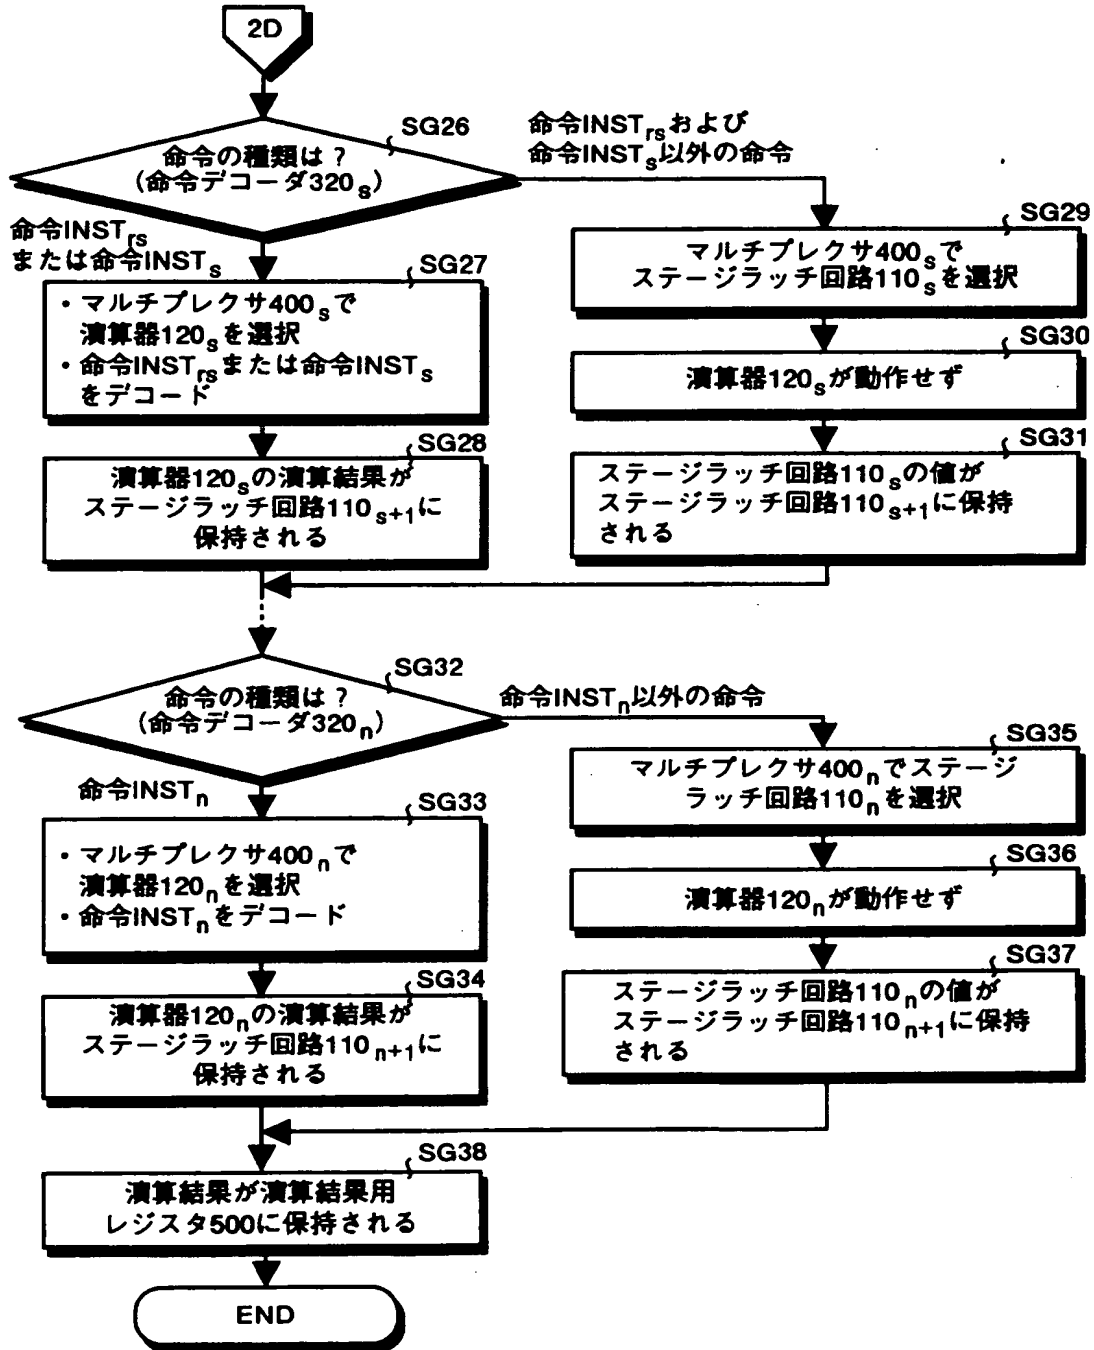 2D
SG26
命令の種類は?
(命令デコーダ320s)
命令INSTrsおよび
命令INSTs以外の命令
命令INSTrs
または命令INSTs
SG27
・マルチプレクサ400sで
演算器120sを選択
・命令INSTrsまたは命令INSTs
をデコード
SG28
演算器120sの演算結果が
ステージラッチ回路110s+1に
保持される
SG29
マルチプレクサ400sで
ステージラッチ回路110sを選択
SG30
演算器120sが動作せず
SG31
ステージラッチ回路110sの値が
ステージラッチ回路110s+1に保持
される
SG32
命令の種類は?
(命令デコーダ320n)
命令INSTn以外の命令
命令INSTn
SG33
・マルチプレクサ400nで
演算器120nを選択
・命令INSTnをデコード
SG34
演算器120nの演算結果が
ステージラッチ回路110n+1に
保持される
SG35
マルチプレクサ400nでステージ
ラッチ回路110nを選択
SG36
演算器120nが動作せず
SG37
ステージラッチ回路110nの値が
ステージラッチ回路110n+1に保持
される
SG38
演算結果が演算結果用
レジスタ500に保持される
END